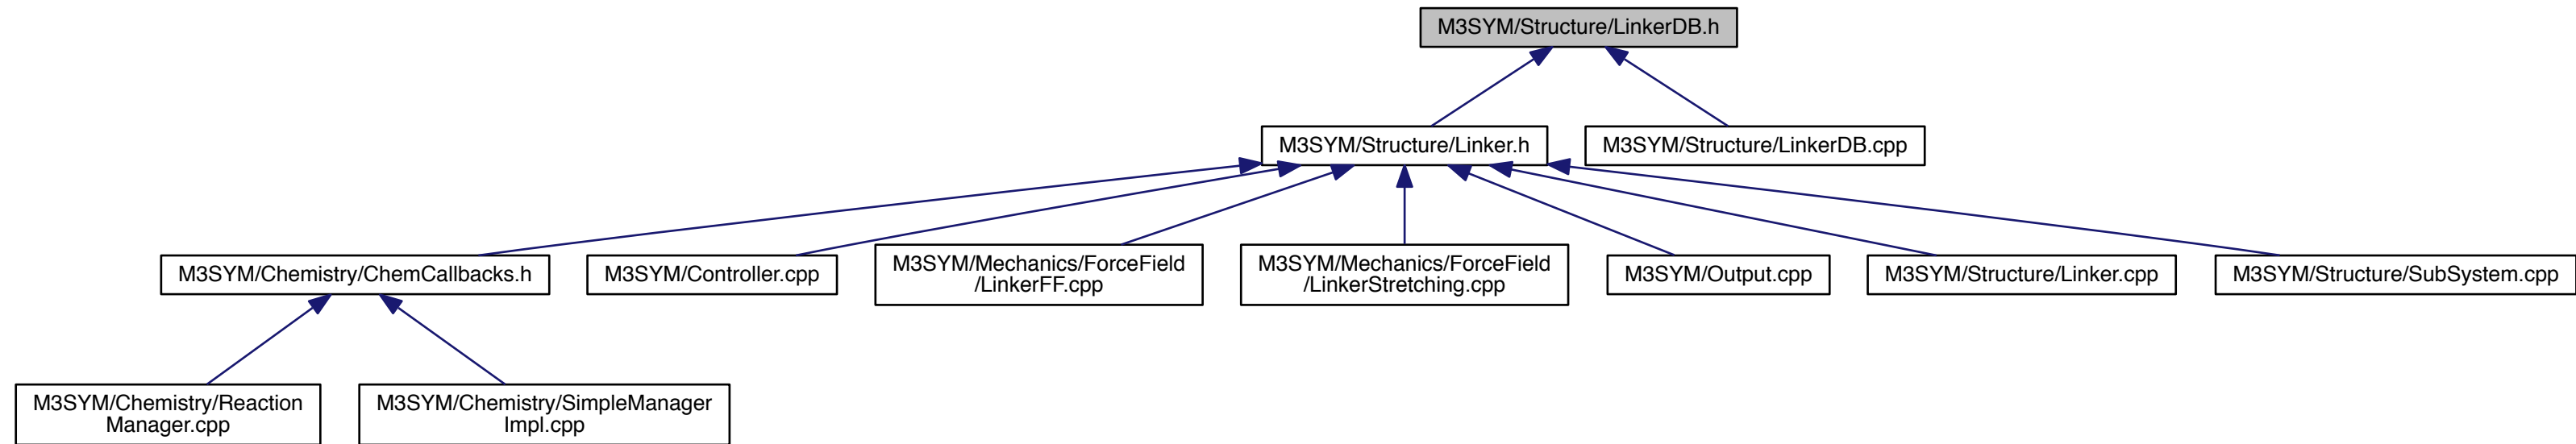 M3SYM/Structure/LinkerDB.h
M3SYM/Structure/Linker.h
M3SYM/Structure/LinkerDB.cpp
M3SYM/Chemistry/ChemCallbacks.h
M3SYM/Controller.cpp
M3SYM/Mechanics/ForceField
/LinkerFF.cpp
M3SYM/Mechanics/ForceField
/LinkerStretching.cpp
M3SYM/Output.cpp
M3SYM/Structure/Linker.cpp
M3SYM/Structure/SubSystem.cpp
M3SYM/Chemistry/Reaction
Manager.cpp
M3SYM/Chemistry/SimpleManager
Impl.cpp